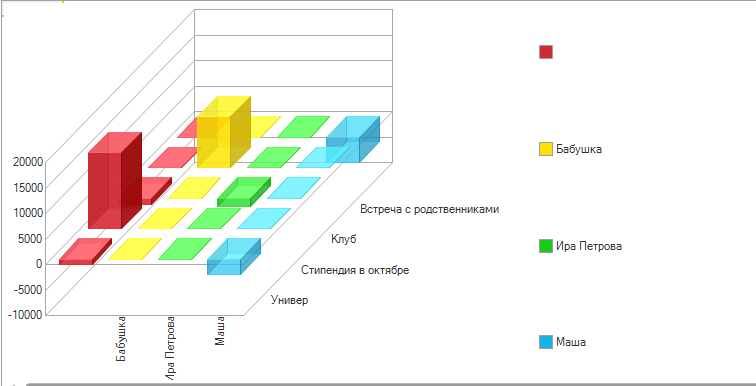 20000
15000
10000
5000
0
-5000
-10000
Бабушка
Ира Петрова
Маша
Универ
Стипендия в октябре
Клуб
Встреча с родственниками
Бабушка
Ира Петрова
Маша